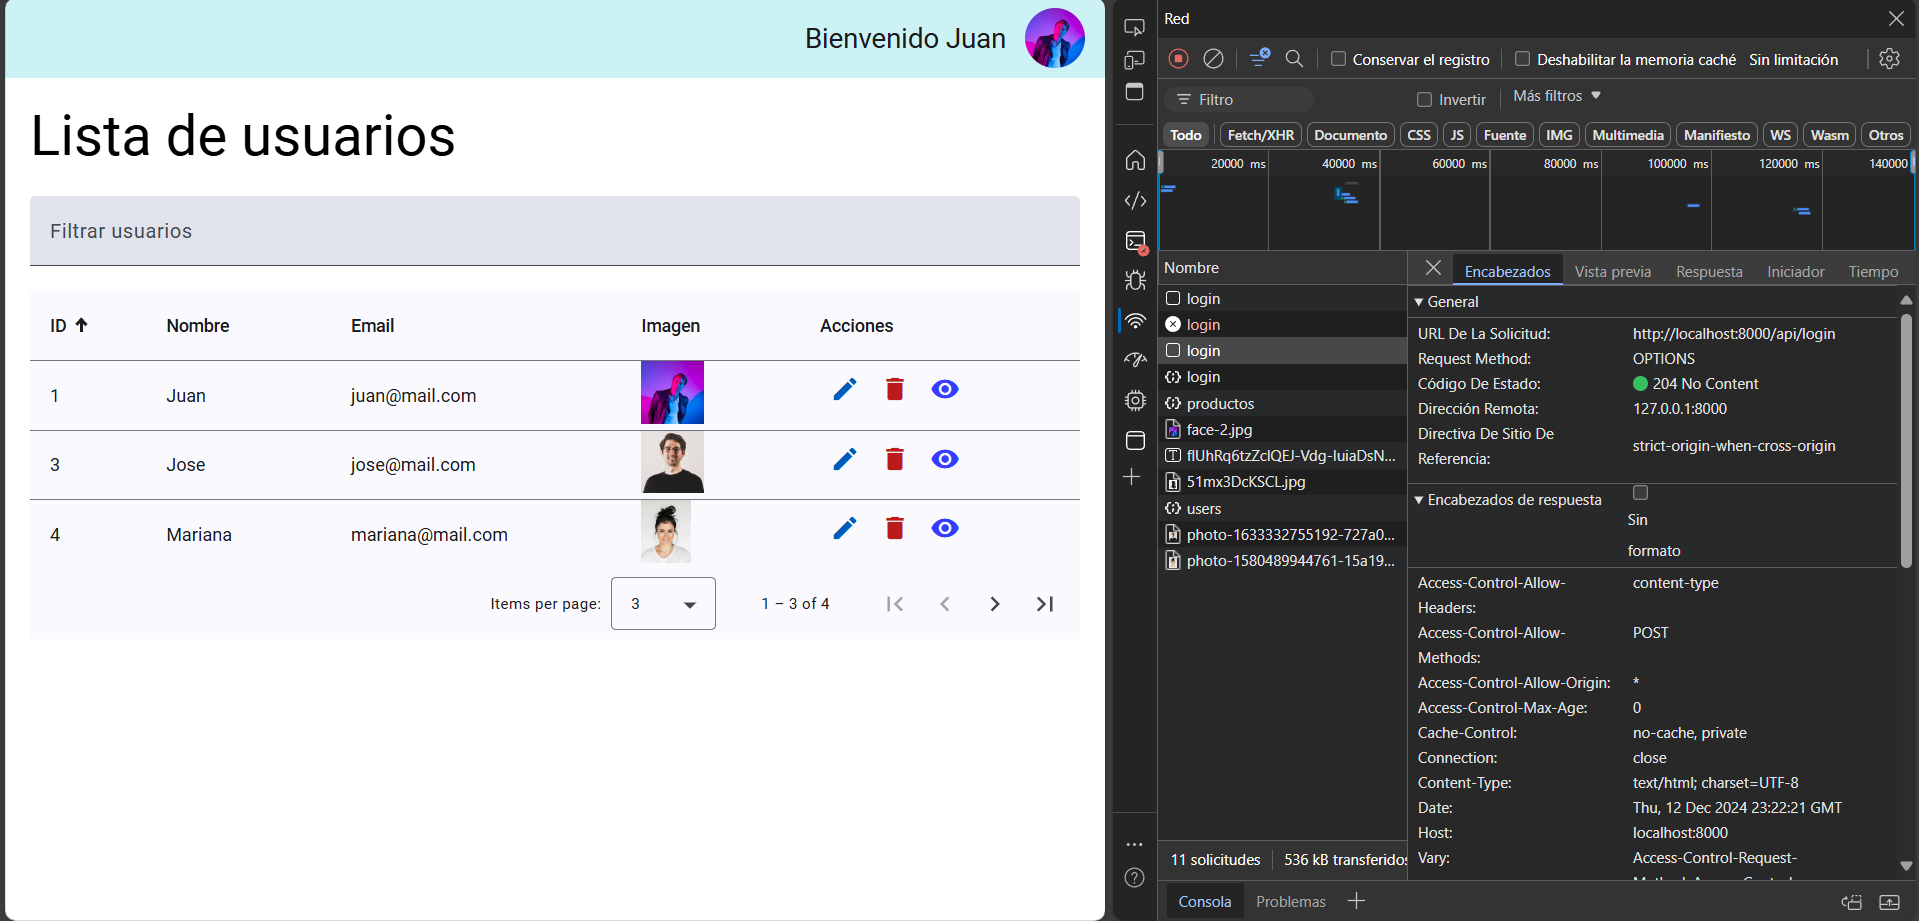 Bienvenido Juan
Lista de usuarios
Filtrar usuarios
ID Nombre Email Imagen Acciones
1 Juan juan@mail.com
3 Jose jose@mail.com
4 Mariana mariana@mail.com
Items per page: 3 1 – 3 of 4
Red
Conservar el registro Deshabilitar la memoria caché Sin limitación
Filtro Invertir Más filtros
Todo Fetch/XHR Documento CSS JS Fuente IMG Multimedia Manifiesto WS Wasm Otros
20000 ms 40000 ms 60000 ms 80000 ms 100000 ms 120000 ms 140000
Nombre
login
login
login
login
productos
face-2.jpg
flUhRq6tzZclQEJ-Vdg-IuiaDsN...
51mx3DcKSCL.jpg
users
photo-1633332755192-727a0...
photo-1580489944761-15a19...
11 solicitudes 536 kB transferidos
Encabezados Vista previa Respuesta Iniciador Tiempo
General
URL De La Solicitud: http://localhost:8000/api/login
Request Method: OPTIONS
Código De Estado: 204 No Content
Dirección Remota: 127.0.0.1:8000
Directiva De Sitio De
Referencia: strict-origin-when-cross-origin
Encabezados de respuesta
Sin
formato
Access-Control-Allow- content-type
Headers:
Access-Control-Allow- POST
Methods:
Access-Control-Allow-Origin: *
Access-Control-Max-Age: 0
Cache-Control: no-cache, private
Connection: close
Content-Type: text/html; charset=UTF-8
Date: Thu, 12 Dec 2024 23:22:21 GMT
Host: localhost:8000
Vary: Access-Control-Request-
Consola Problemas